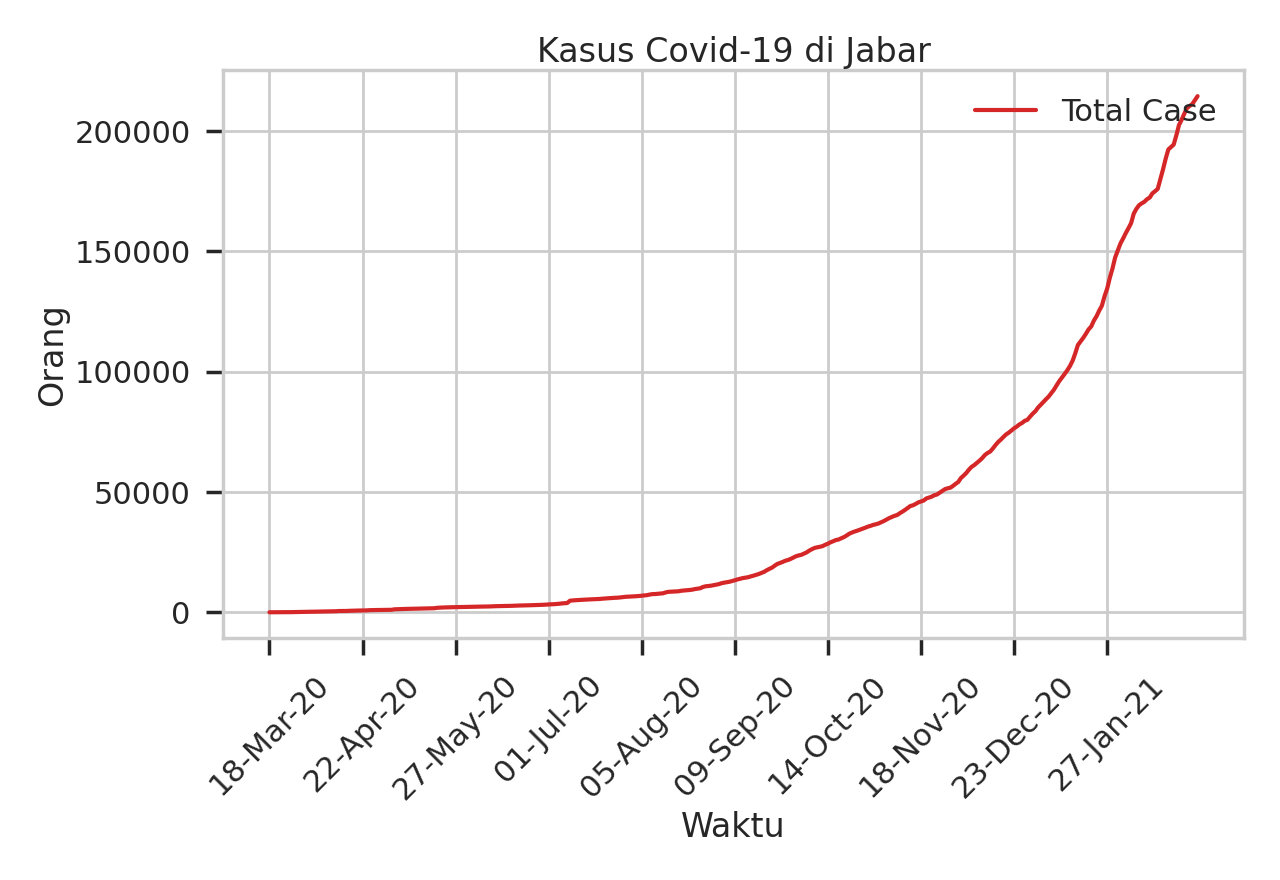 Kasus Covid-19 di Jabar
Total Case
Orang
200000
150000
100000
50000
0
18-Mar-20
22-Apr-20
27-May-20
01-Jul-20
05-Aug-20
09-Sep-20
14-Oct-20
18-Nov-20
23-Dec-20
27-Jan-21
Waktu